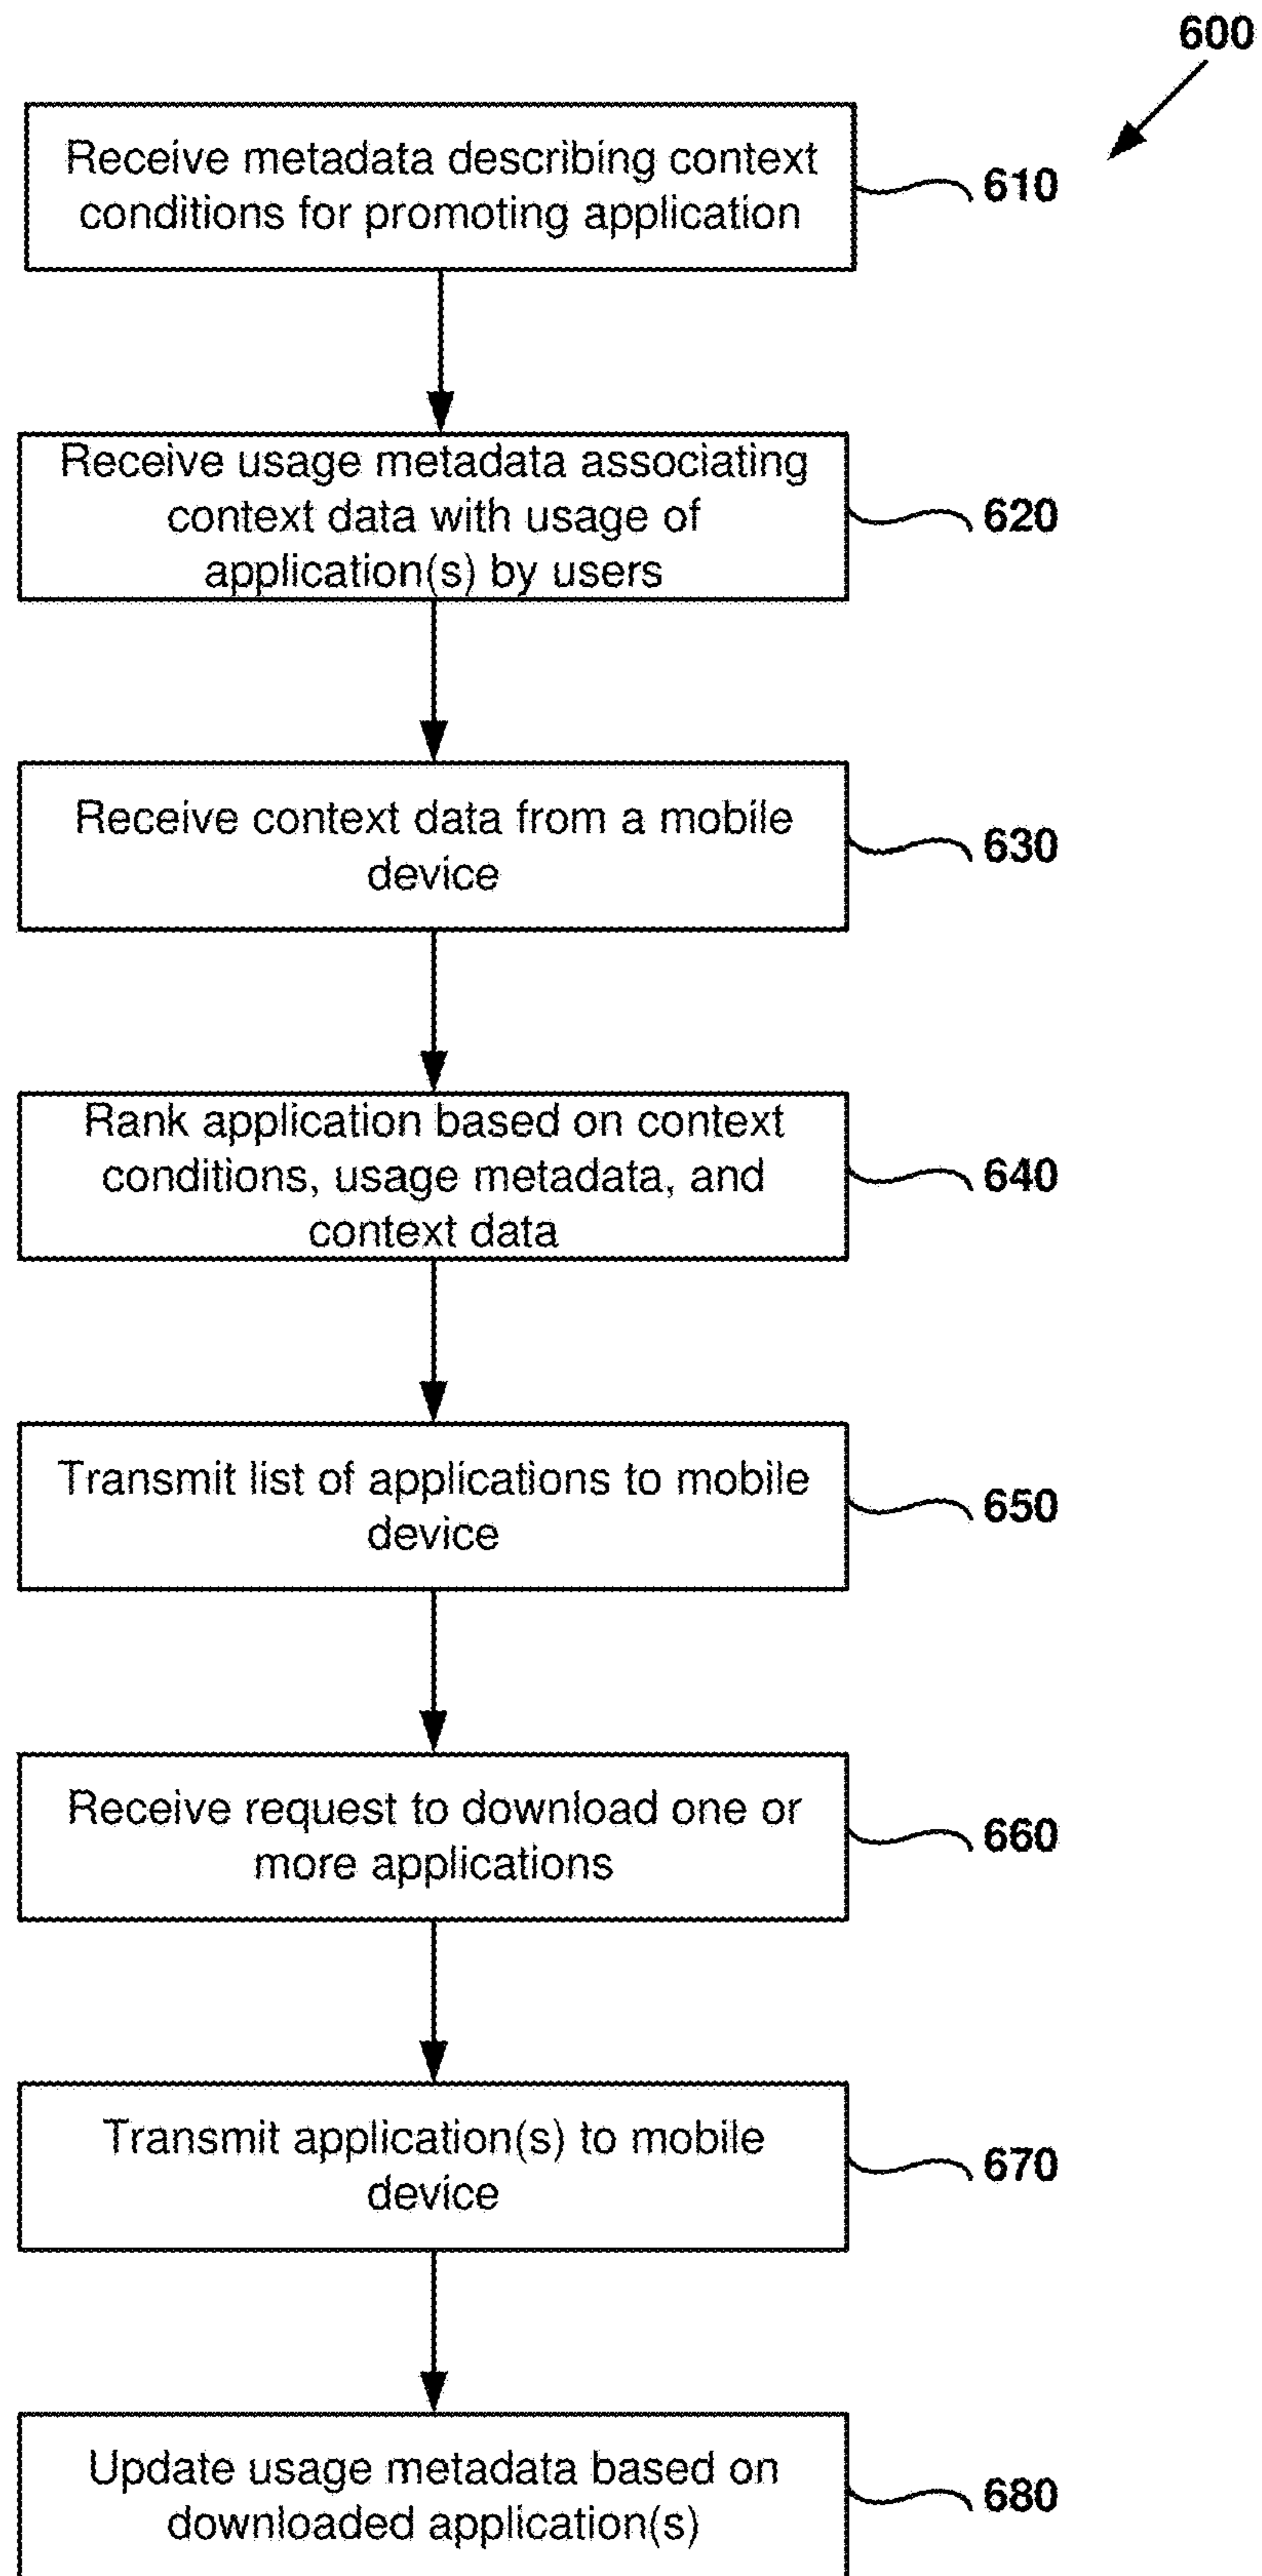 600
Receive metadata describing context
conditions for promoting application
610
Receive usage metadata associating
context data with usage of
application(s) by users
620
Receive context data from a mobile
device
630
Rank application based on context
conditions, usage metadata, and
context data
640
Transmit list of applications to mobile
device
650
Receive request to download one or
more applications
660
Transmit application(s) to mobile
device
670
Update usage metadata based on
downloaded application(s)
680